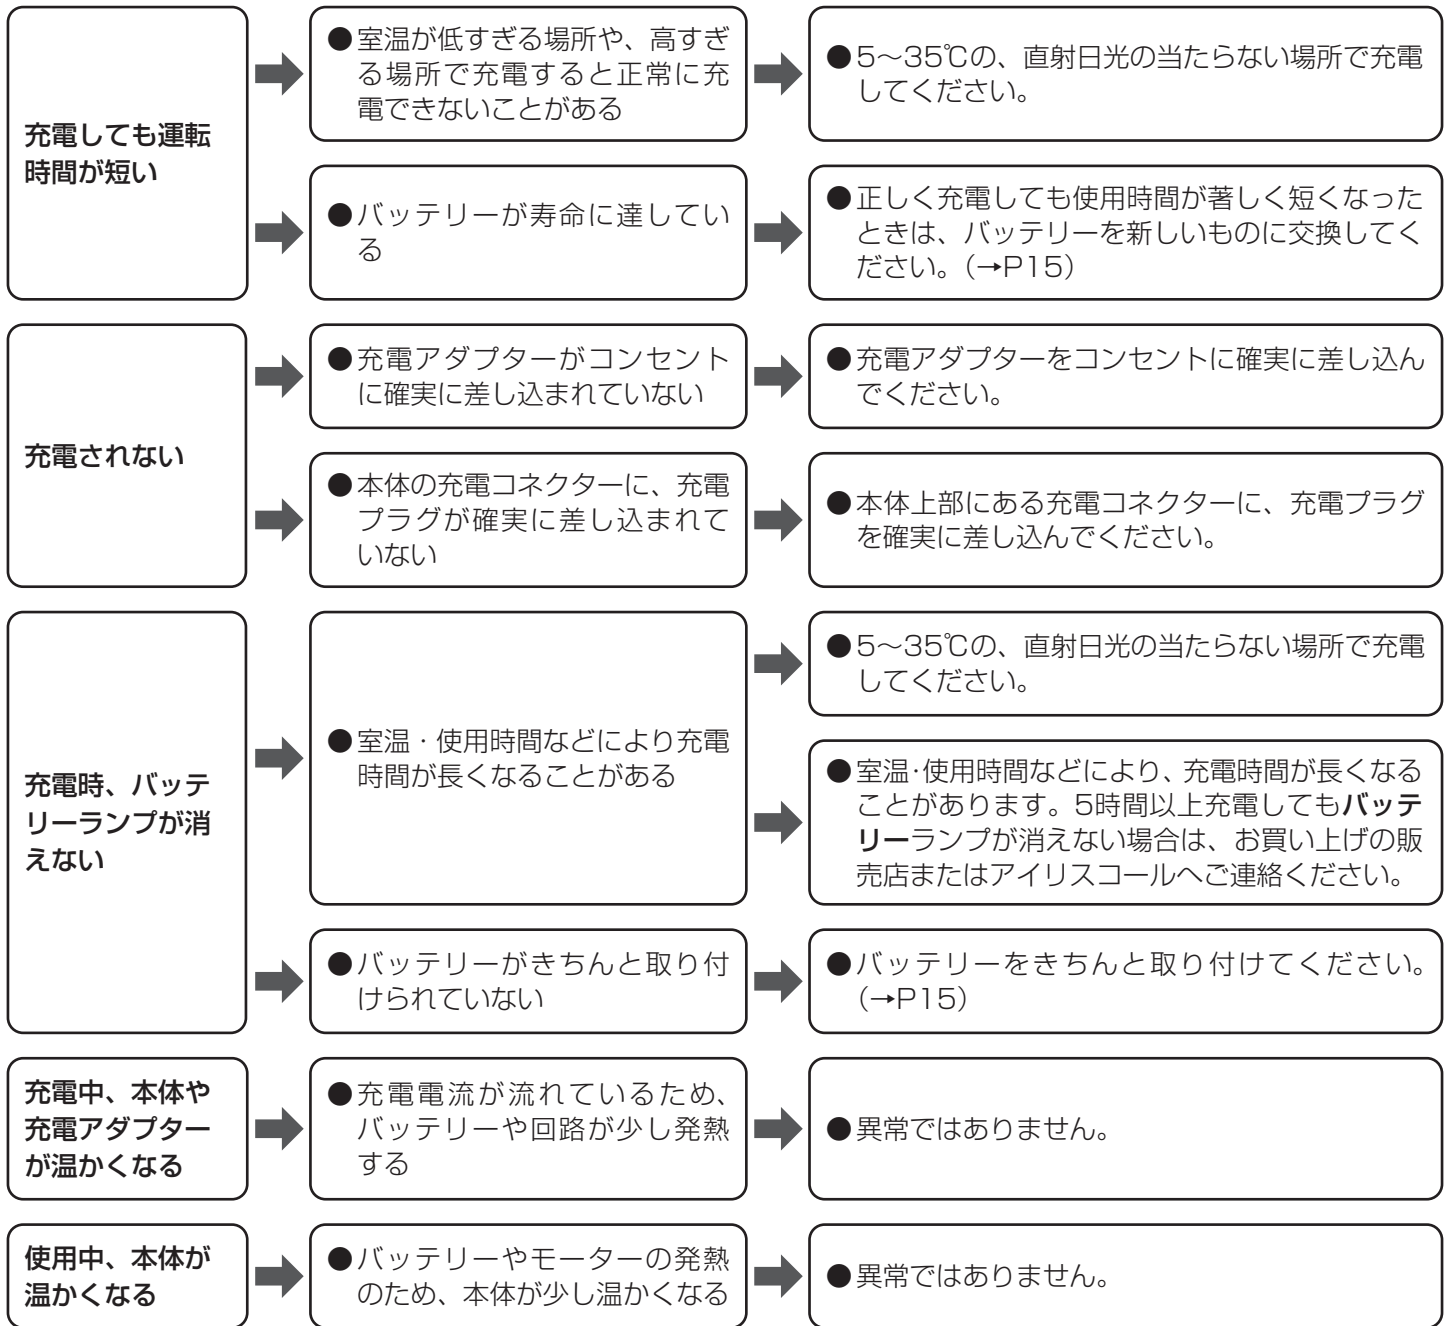 充電しても運転
時間が短い
●室温が低すぎる場所や、高すぎ
る場所で充電すると正常に充
電できないことがある
●5～35℃の、直射日光の当たらない場所で充電
してください。
●バッテリーが寿命に達してい
る
●正しく充電しても使用時間が著しく短くなった
ときは、バッテリーを新しいものに交換してく
ださい。（→P15）
充電されない
●充電アダプターがコンセント
に確実に差し込まれていない
●充電アダプターをコンセントに確実に差し込ん
でください。
●本体の充電コネクターに、充電
プラグが確実に差し込まれて
いない
●本体上部にある充電コネクターに、充電プラグ
を確実に差し込んでください。
充電時、バッテ
リーランプが消
えない
●室温・使用時間などにより充電
時間が長くなることがある
●5～35℃の、直射日光の当たらない場所で充電
してください。
●室温・使用時間などにより、充電時間が長くなる
ことがあります。5時間以上充電してもバッテ
リーランプが消えない場合は、お買い上げの販
売店またはアイリスコールへご連絡ください。
●バッテリーがきちんと取り付
けられていない
●バッテリーをきちんと取り付けてください。
（→P15）
充電中、本体や
充電アダプター
が温かくなる
●充電電流が流れているため、
バッテリーや回路が少し発熱
する
●異常ではありません。
使用中、本体が
温かくなる
●バッテリーやモーターの発熱
のため、本体が少し温かくなる
●異常ではありません。